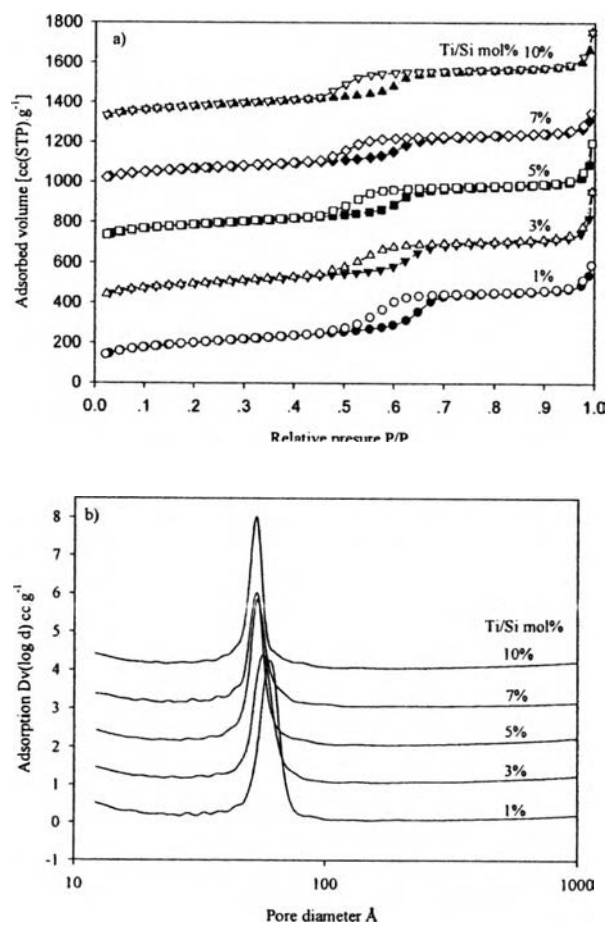 a)
Ti/Si mol% 10%
7%
5%
3%
1%
Adsorbed volume [cc(STP).g⁻¹]
1800
1600
1400
1200
1000
800
600
400
200
0
0.0 .1 .2 .3 .4 .5 .6 .7 .8 .9 1.0
Relative presure P/P
b)
Ti/Si mol%
10%
7%
5%
3%
1%
Adsorption Dv(log d) cc g⁻¹
8
7
6
5
4
3
2
1
0
-1
10 100 1000
Pore diameter Å